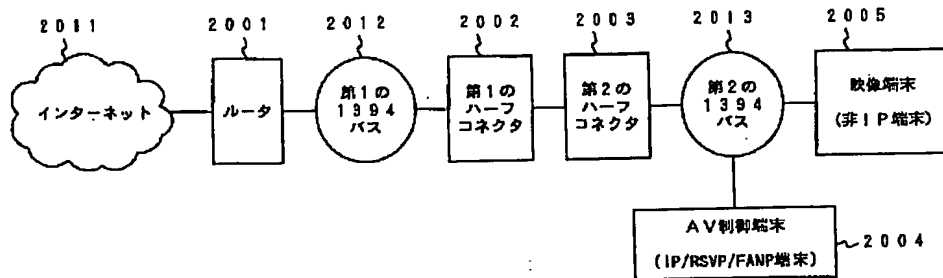 2011
2001
2012
2002
2003
2013
2005
インターネット
ルータ
第1の
1394
バス
第1の
ハーフ
コネクタ
第2の
ハーフ
コネクタ
第2の
1394
バス
映像端末
(非IP端末)
AV制御端末
(IP/RSVP/FANP端末)
2004